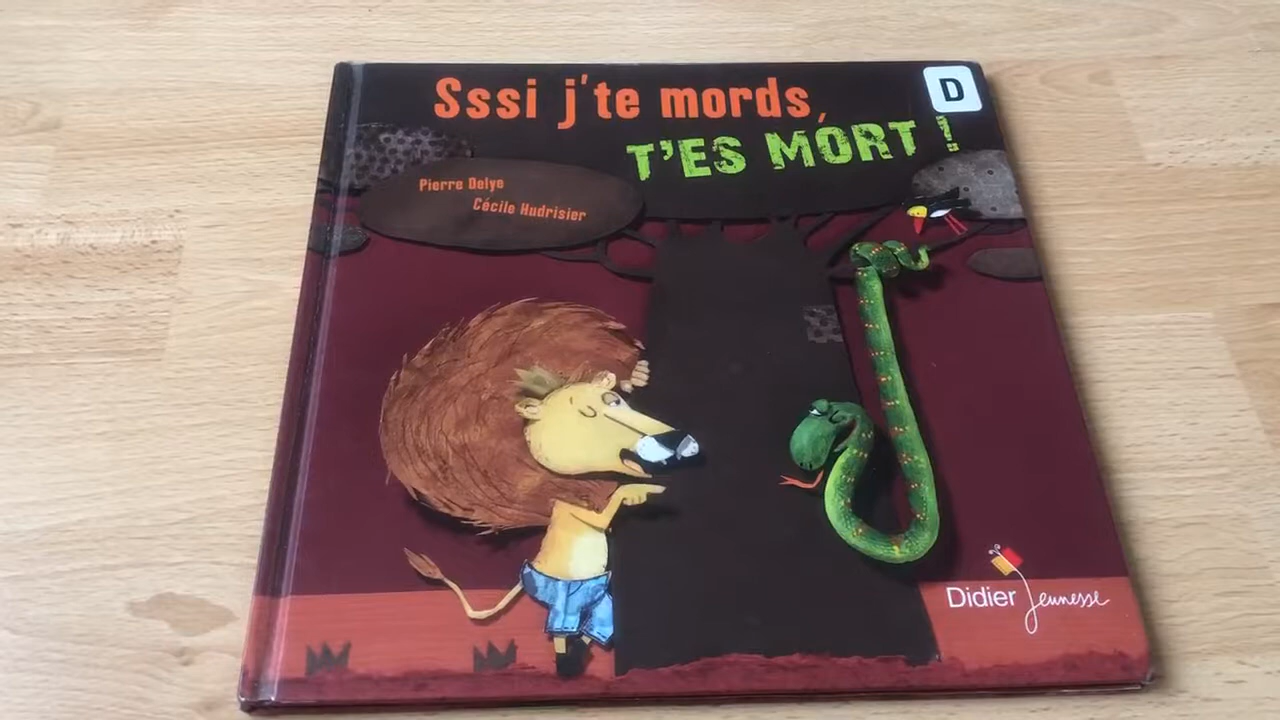 Sssi j'te mords,
D
T'ES MORT !
Pierre Delye
Cécile Hudrisier
Didier Jeunesse